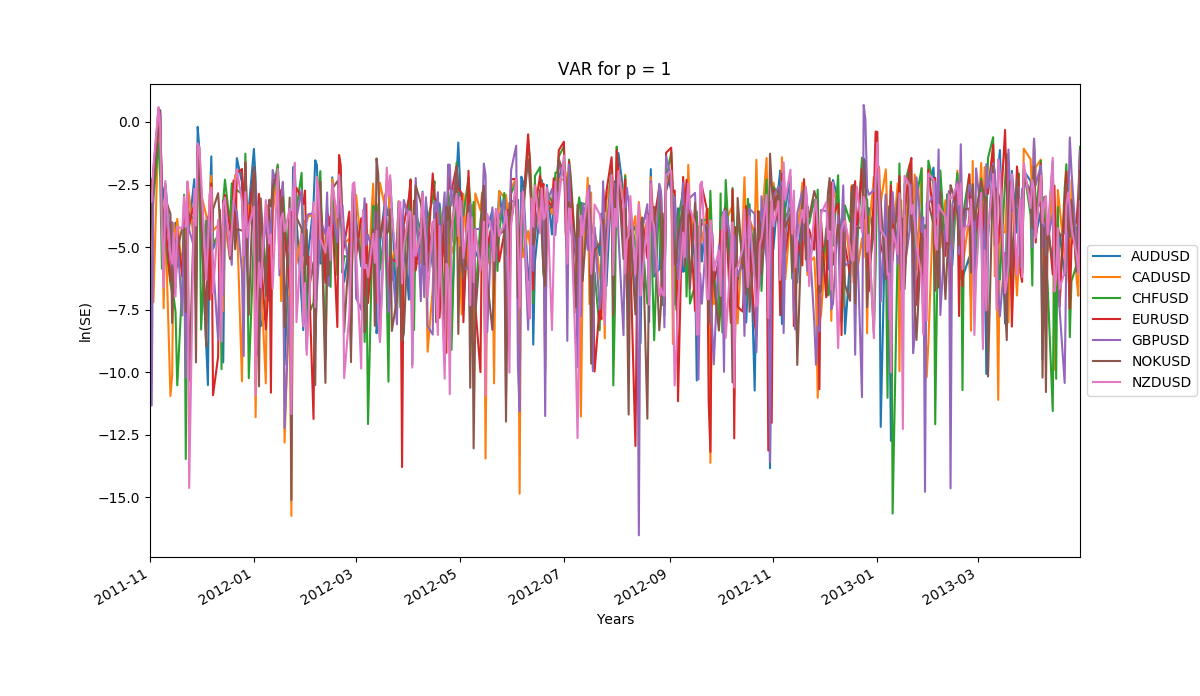 VAR for p = 1
0.0
−2.5
−5.0
−7.5
−10.0
−12.5
−15.0
ln(SE)
2011-11
2012-01
2012-03
2012-05
2012-07
2012-09
2012-11
2013-01
2013-03
Years
AUDUSD
CADUSD
CHFUSD
EURUSD
GBPUSD
NOKUSD
NZDUSD